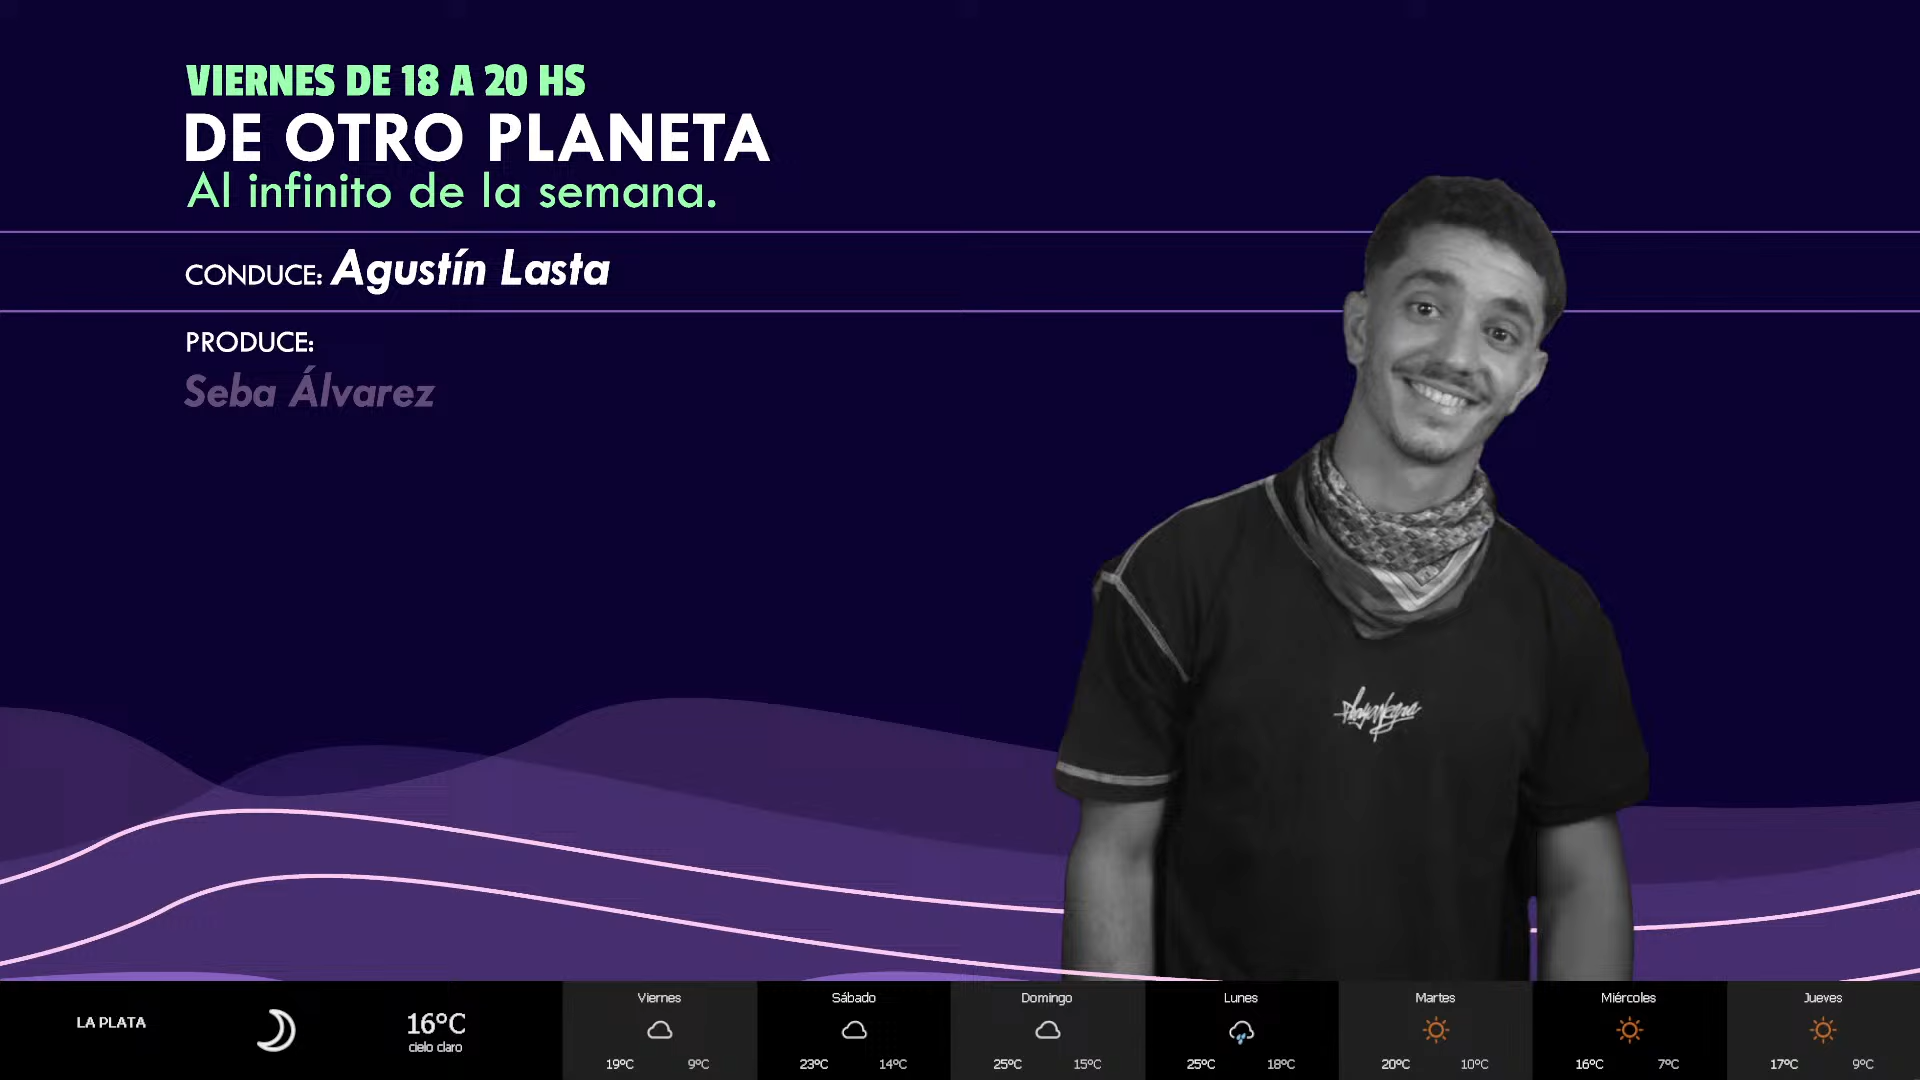 VIERNES DE 18 A 20 HS
DE OTRO PLANETA
Al infinito de la semana.
CONDUCE: Agustín Lasta
PRODUCE:
Seba Álvarez
LA PLATA
16°C
cielo claro
Viernes
19°C 9°C
Sábado
23°C 14°C
Domingo
25°C 15°C
Lunes
25°C 18°C
Martes
20°C 10°C
Miércoles
16°C 7°C
Jueves
17°C 9°C